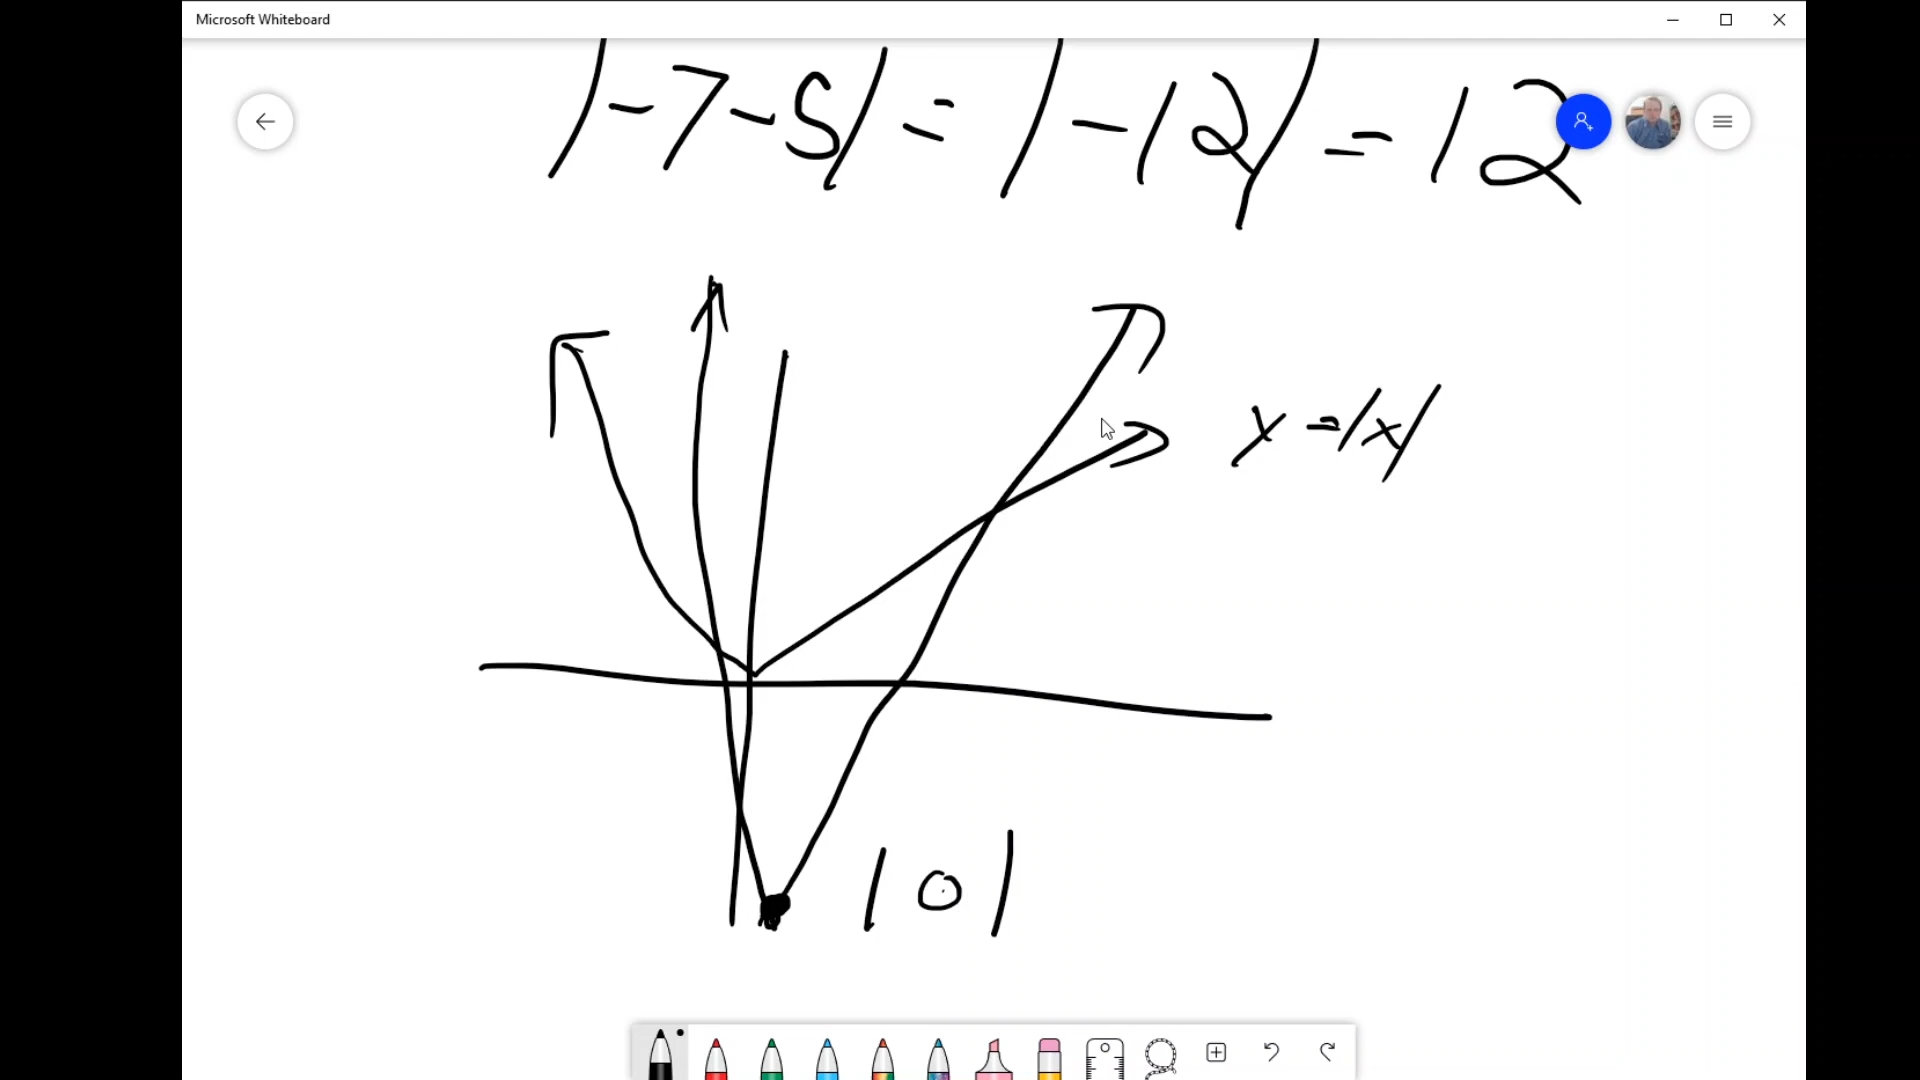 Microsoft Whiteboard
|-7-5| = |-12| = 12
y = |x|
|0|